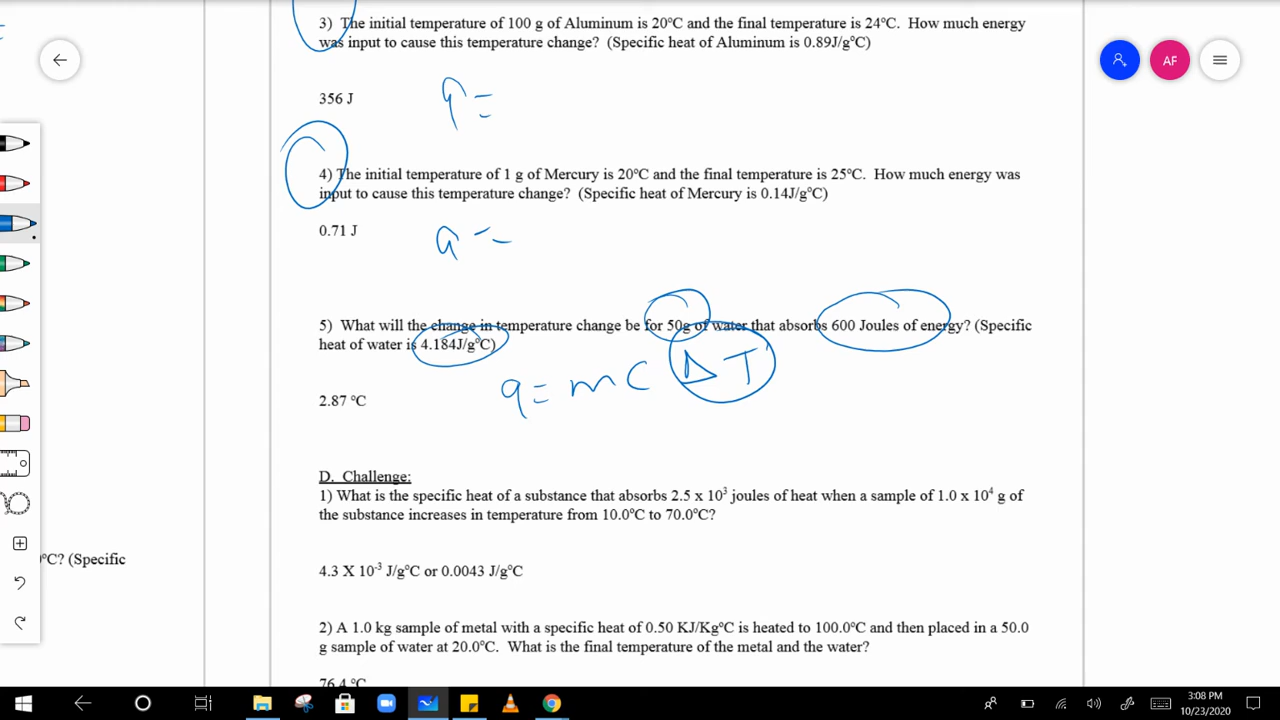 3) The initial temperature of 100 g of Aluminum is 20°C and the final temperature is 24°C. How much energy
was input to cause this temperature change? (Specific heat of Aluminum is 0.89J/g°C)
356 J
q =
4) The initial temperature of 1 g of Mercury is 20°C and the final temperature is 25°C. How much energy was
input to cause this temperature change? (Specific heat of Mercury is 0.14J/g°C)
0.71 J
q =
5) What will the change in temperature change be for 50g of water that absorbs 600 Joules of energy? (Specific
heat of water is 4.184J/g°C)
q = mC ΔT
2.87 °C
D. Challenge:
1) What is the specific heat of a substance that absorbs 2.5 x 10³ joules of heat when a sample of 1.0 x 10⁴ g of
the substance increases in temperature from 10.0°C to 70.0°C?
°C? (Specific
4.3 X 10⁻³ J/g°C or 0.0043 J/g°C
2) A 1.0 kg sample of metal with a specific heat of 0.50 KJ/Kg°C is heated to 100.0°C and then placed in a 50.0
g sample of water at 20.0°C. What is the final temperature of the metal and the water?
76.4 °C
AF
3:08 PM
10/23/2020